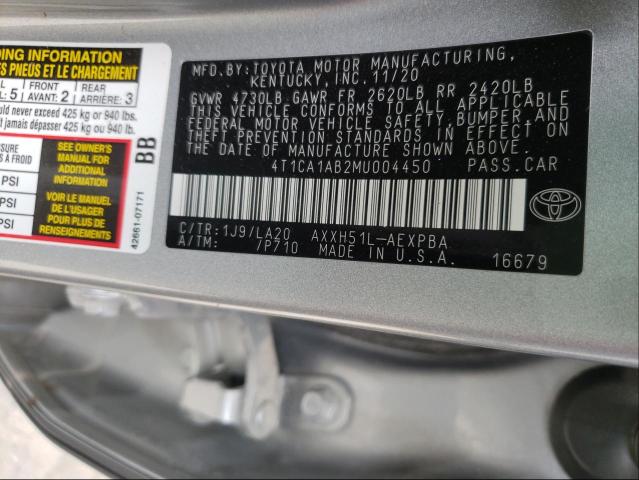 DING INFORMATION
ES PNEUS ET LE CHARGEMENT
L 5
FRONT
AVANT: 2
REAR
ARRIÈRE: 3
ould never exceed 425 kg or 940 lbs.
t jamais dépasser 425 kg ou 940 lb.
SURE
S A FROID
PSI
PSI
PSI
SEE OWNER'S
MANUAL FOR
ADDITIONAL
INFORMATION
VOIR LE MANUEL
DE L'USAGER
POUR PLUS DE
RENSEIGNEMENTS
BB
42661-07171
MFD.BY:TOYOTA MOTOR MANUFACTURING,
KENTUCKY, INC. 11/20
GVWR 4730LB GAWR FR 2620LB RR 2420LB
THIS VEHICLE CONFORMS TO ALL APPLICABLE
FEDERAL MOTOR VEHICLE SAFETY, BUMPER, AND
THEFT PREVENTION STANDARDS IN EFFECT ON
THE DATE OF MANUFACTURE SHOWN ABOVE.
4T1CA1AB2MU004450 PASS.CAR
C/TR: 1J9/LA20 AXXH51L-AEXPBA
A/TM: /P710 MADE IN U.S.A.
16679